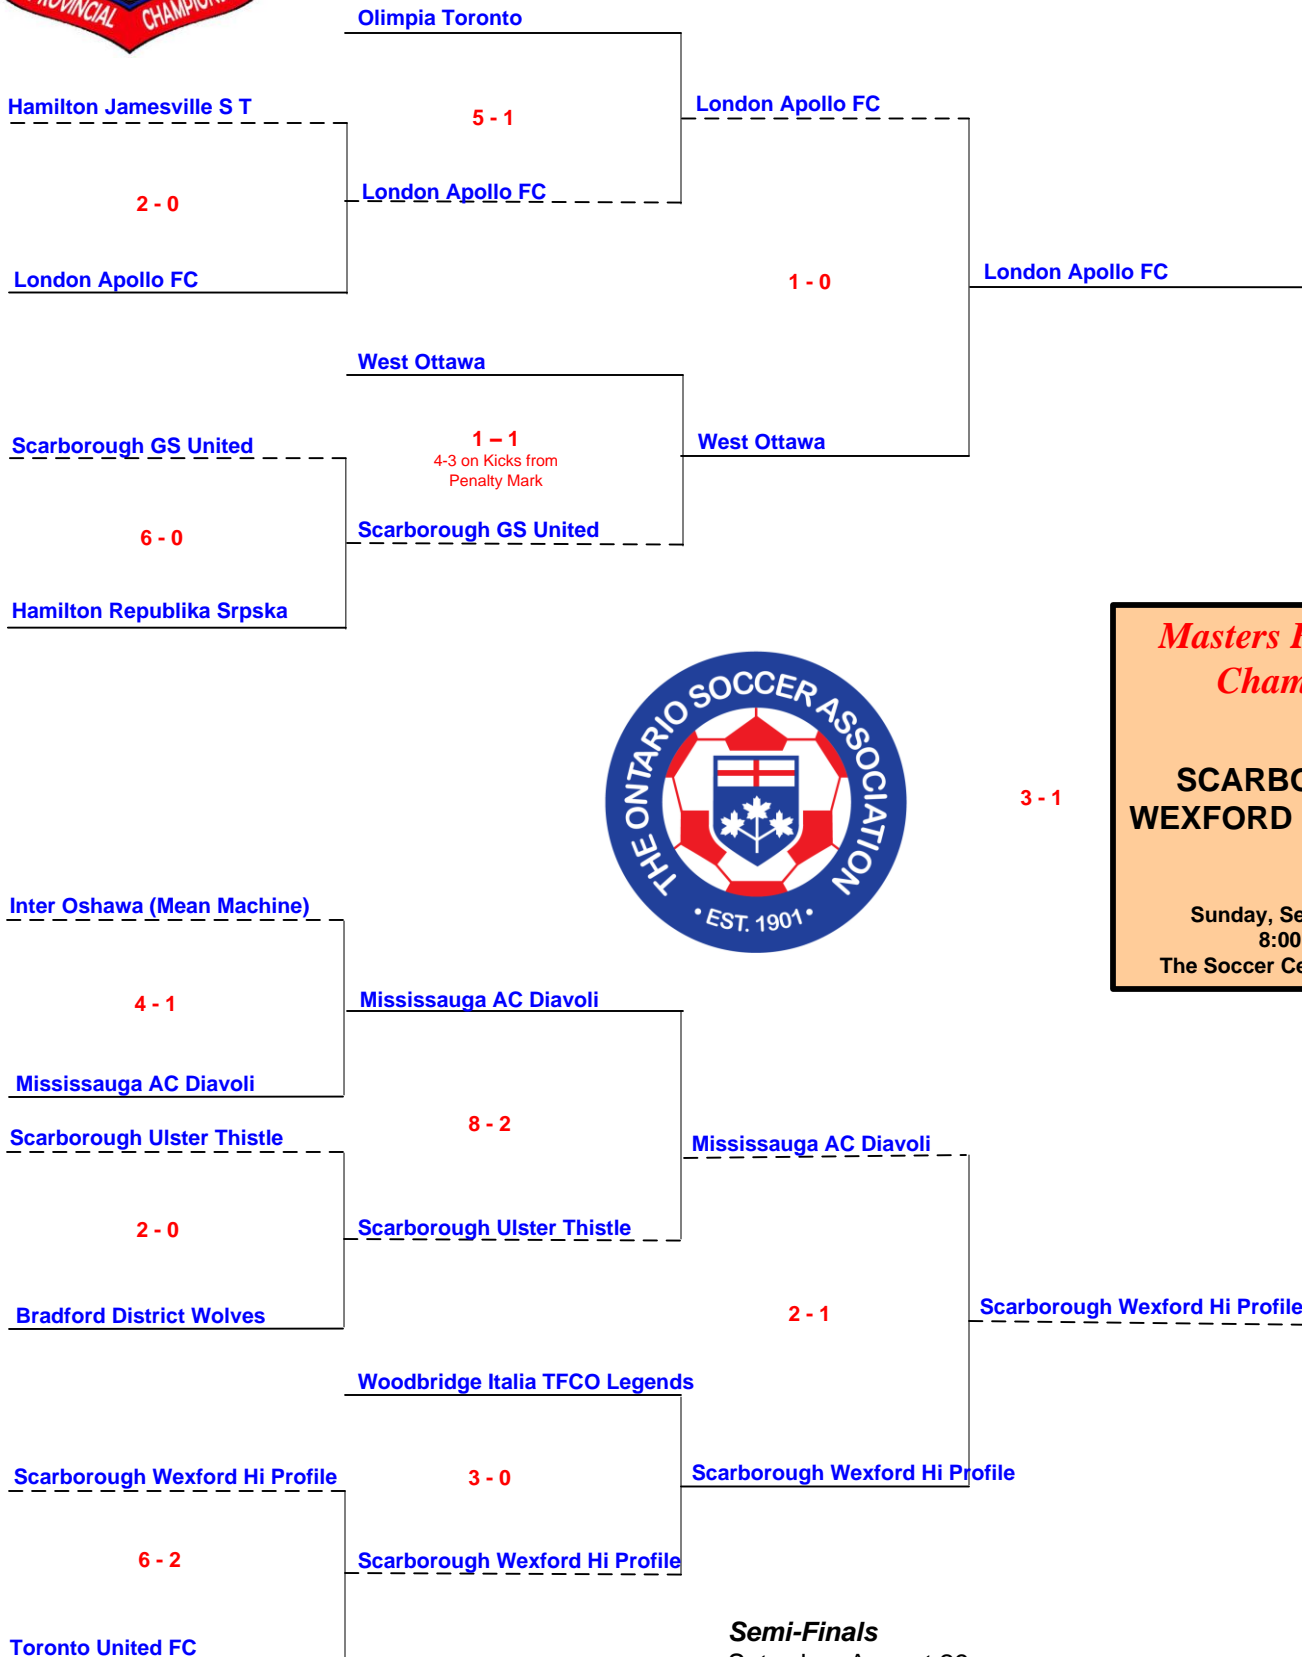 PROVINCIAL
Olimpia Toronto
Hamilton Jamesville S T
5 - 1
London Apollo FC
2 - 0
London Apollo FC
London Apollo FC
1 - 0
London Apollo FC
West Ottawa
Scarborough GS United
1 – 1
4-3 on Kicks from
Penalty Mark
West Ottawa
6 - 0
Scarborough GS United
Hamilton Republika Srpska
Masters
Cham
THE ONTARIO SOCCER ASSOCIATION
• EST. 1901 •
3 - 1
SCARBO
WEXFORD
Sunday, Se
8:00
The Soccer Ce
Inter Oshawa (Mean Machine)
4 - 1
Mississauga AC Diavoli
Mississauga AC Diavoli
Scarborough Ulster Thistle
8 - 2
Mississauga AC Diavoli
2 - 0
Scarborough Ulster Thistle
Bradford District Wolves
2 - 1
Scarborough Wexford Hi Profile
Woodbridge Italia TFCO Legends
Scarborough Wexford Hi Profile
3 - 0
Scarborough Wexford Hi Profile
6 - 2
Scarborough Wexford Hi Profile
Toronto United FC
Semi-Finals